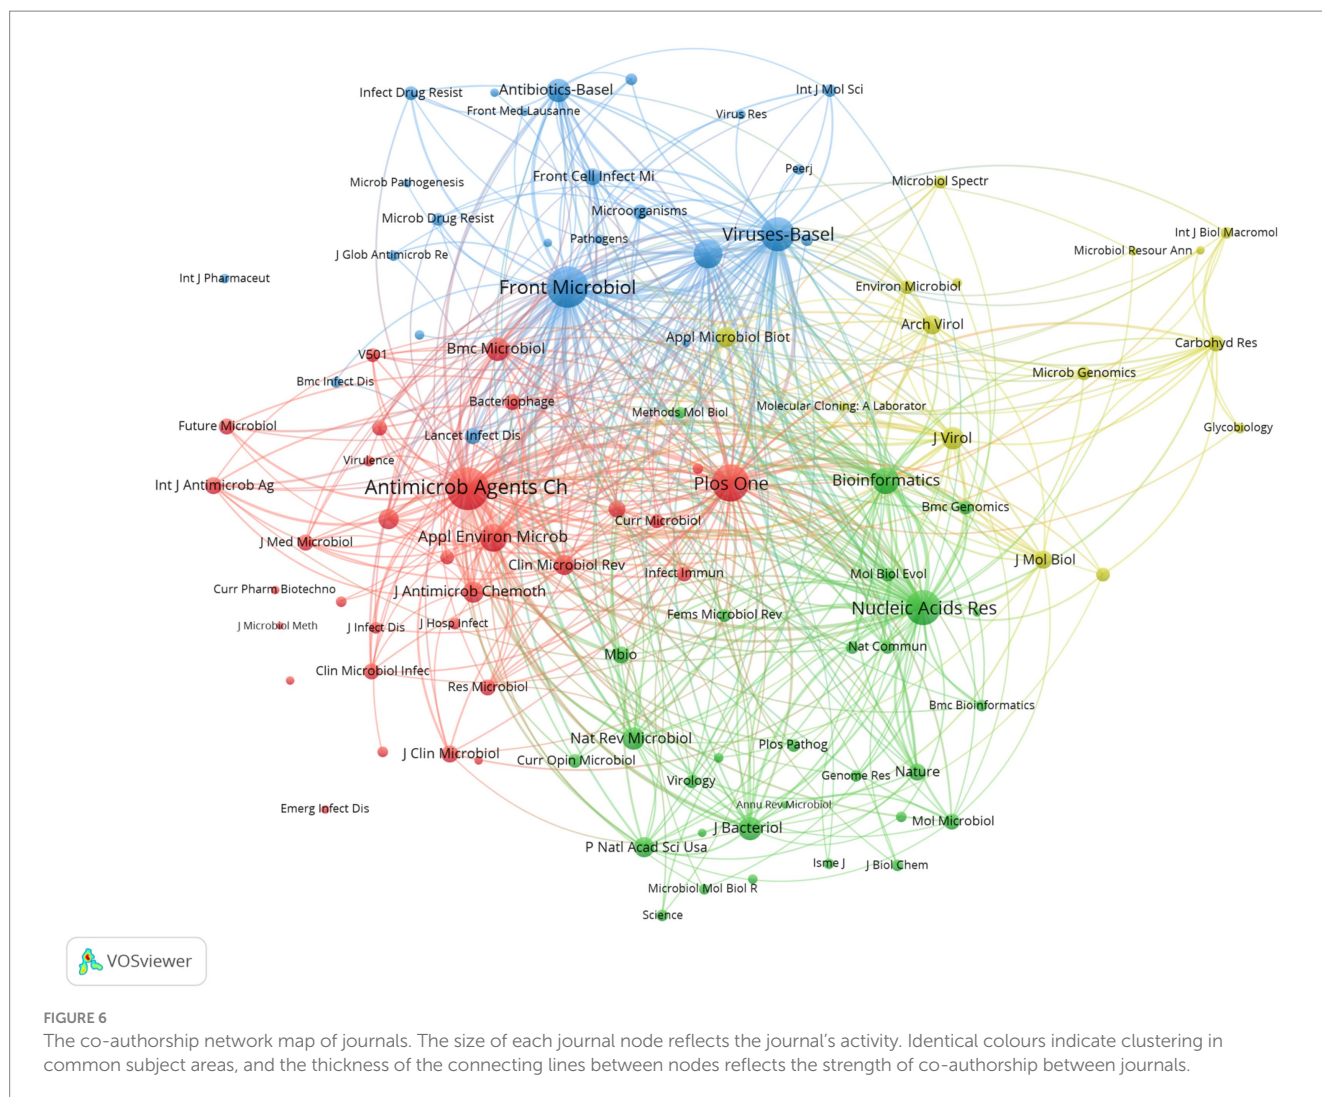 Infect Drug Resist
Antibiotics-Basel
Int J Mol Sci
Front Med-Lausanne
Virus Res
Peerj
Front Cell Infect Mi
Microb Pathogenesis
Microbiol Spectr
Microorganisms
Microb Drug Resist
Viruses-Basel
Int J Biol Macromol
Pathogens
Microbiol Resour Ann
J Glob Antimicrob Re
Int J Pharmaceut
Front Microbiol
Environ Microbiol
Arch Virol
Appl Microbiol Biot
Carbohyd Res
Bmc Microbiol
V501
Microb Genomics
Bmc Infect Dis
Bacteriophage
Molecular Cloning: A Laborator
Methods Mol Biol
Future Microbiol
Glycobiology
Lancet Infect Dis
J Virol
Virulence
Bioinformatics
Plos One
Int J Antimicrob Ag
Antimicrob Agents Ch
Bmc Genomics
Curr Microbiol
Appl Environ Microb
J Med Microbiol
J Mol Biol
Clin Microbiol Rev
Infect Immun
Mol Biol Evol
Curr Pharm Biotechno
J Antimicrob Chemoth
Nucleic Acids Res
Fems Microbiol Rev
J Hosp Infect
J Microbiol Meth
J Infect Dis
Nat Commun
Mbio
Clin Microbiol Infec
Res Microbiol
Bmc Bioinformatics
Nat Rev Microbiol
Plos Pathog
J Clin Microbiol
Curr Opin Microbiol
Nature
Genome Res
Virology
Annu Rev Microbiol
Emerg Infect Dis
Mol Microbiol
J Bacteriol
P Natl Acad Sci Usa
Isme J
J Biol Chem
Microbiol Mol Biol R
Science
VOSviewer
FIGURE 6
The co-authorship network map of journals. The size of each journal node reflects the journal's activity. Identical colours indicate clustering in
common subject areas, and the thickness of the connecting lines between nodes reflects the strength of co-authorship between journals.